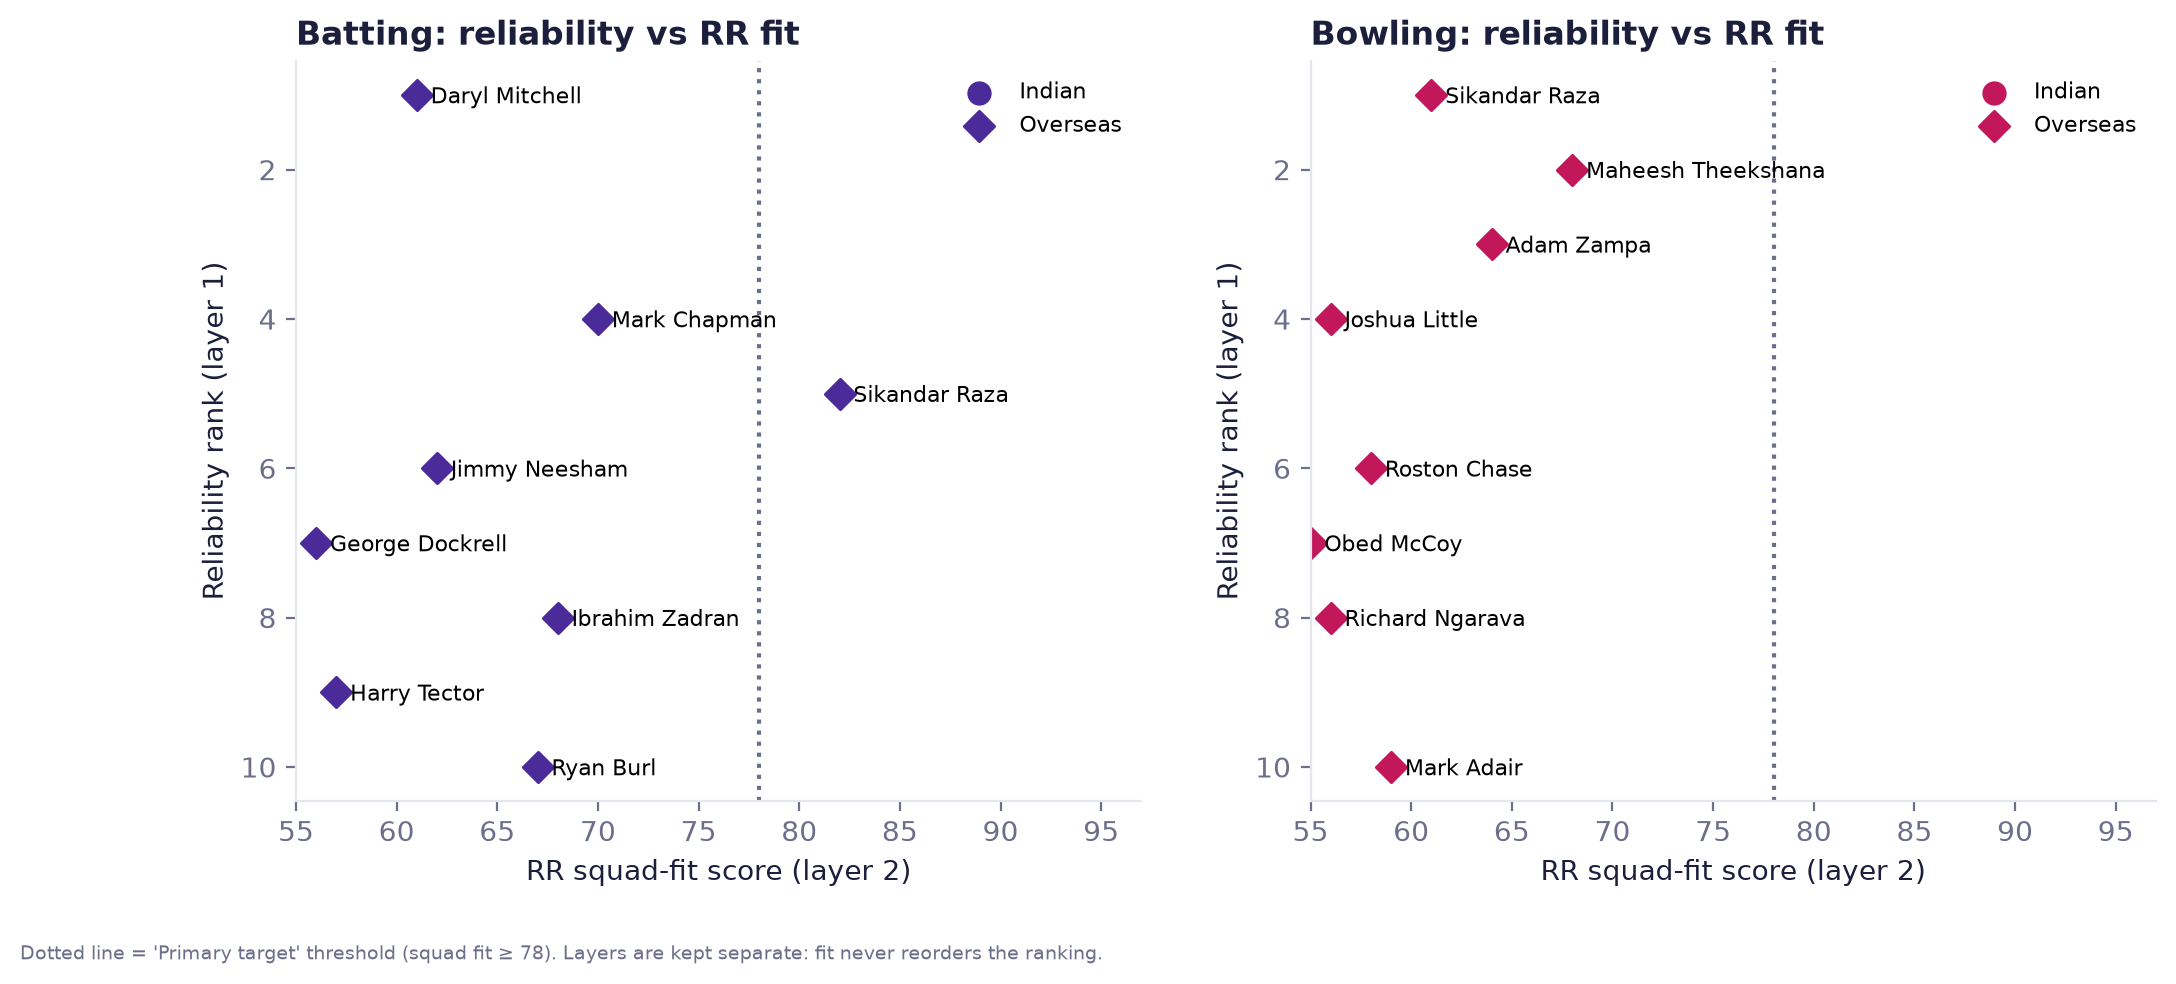 Batting: reliability vs RR fit
Indian
Overseas
Daryl Mitchell
Mark Chapman
Sikandar Raza
Jimmy Neesham
George Dockrell
Ibrahim Zadran
Harry Tector
Ryan Burl
2
4
6
8
10
Reliability rank (layer 1)
55 60 65 70 75 80 85 90 95
RR squad-fit score (layer 2)
Bowling: reliability vs RR fit
Indian
Overseas
Sikandar Raza
Maheesh Theekshana
Adam Zampa
Joshua Little
Roston Chase
Obed McCoy
Richard Ngarava
Mark Adair
2
4
6
8
10
Reliability rank (layer 1)
55 60 65 70 75 80 85 90 95
RR squad-fit score (layer 2)
Dotted line = 'Primary target' threshold (squad fit ≥ 78). Layers are kept separate: fit never reorders the ranking.